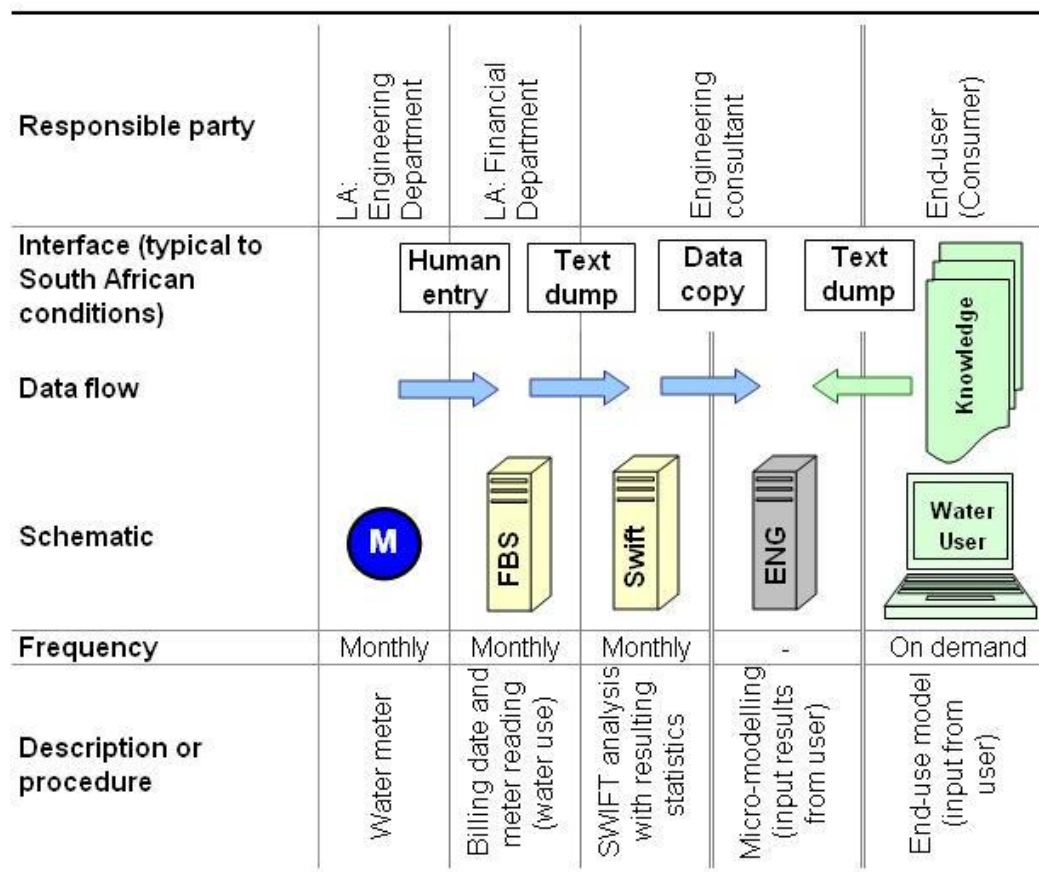 Responsible party
LA:
Engineering
Department
LA: Financial
Department
Engineering
consultant
End-user
(Consumer)
Interface (typical to
South African
conditions)
Human
entry
Text
dump
Data
copy
Text
dump
Knowledge
Data flow
Schematic
M
FBS
Swift
ENG
Water
User
Frequency
Monthly
Monthly
Monthly
-
On demand
Description or
procedure
Water meter
Billing date and
meter reading
(water use)
SWIFT analysis
with resulting
statistics
Micro-modelling
(input results
from user)
End-use model
(input from
user)